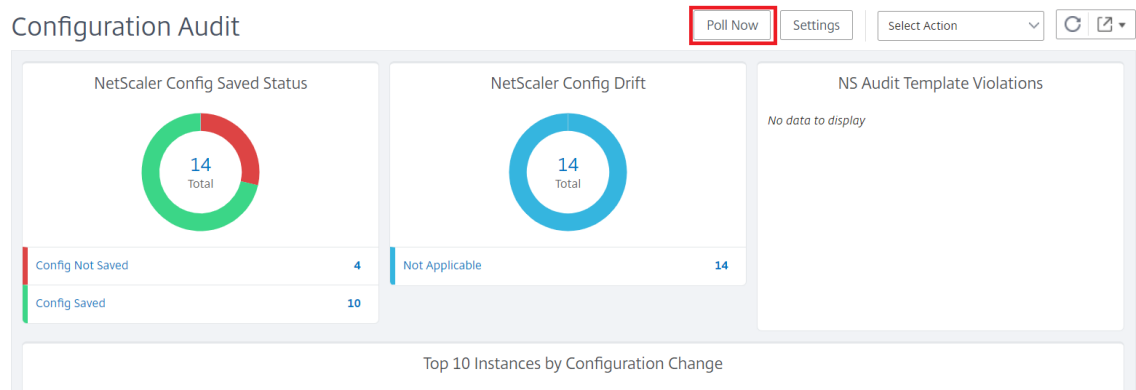 Configuration Audit
Poll Now
Settings
Select Action
NetScaler Config Saved Status
14
Total
Config Not Saved 4
Config Saved 10
NetScaler Config Drift
14
Total
Not Applicable 14
NS Audit Template Violations
No data to display
Top 10 Instances by Configuration Change